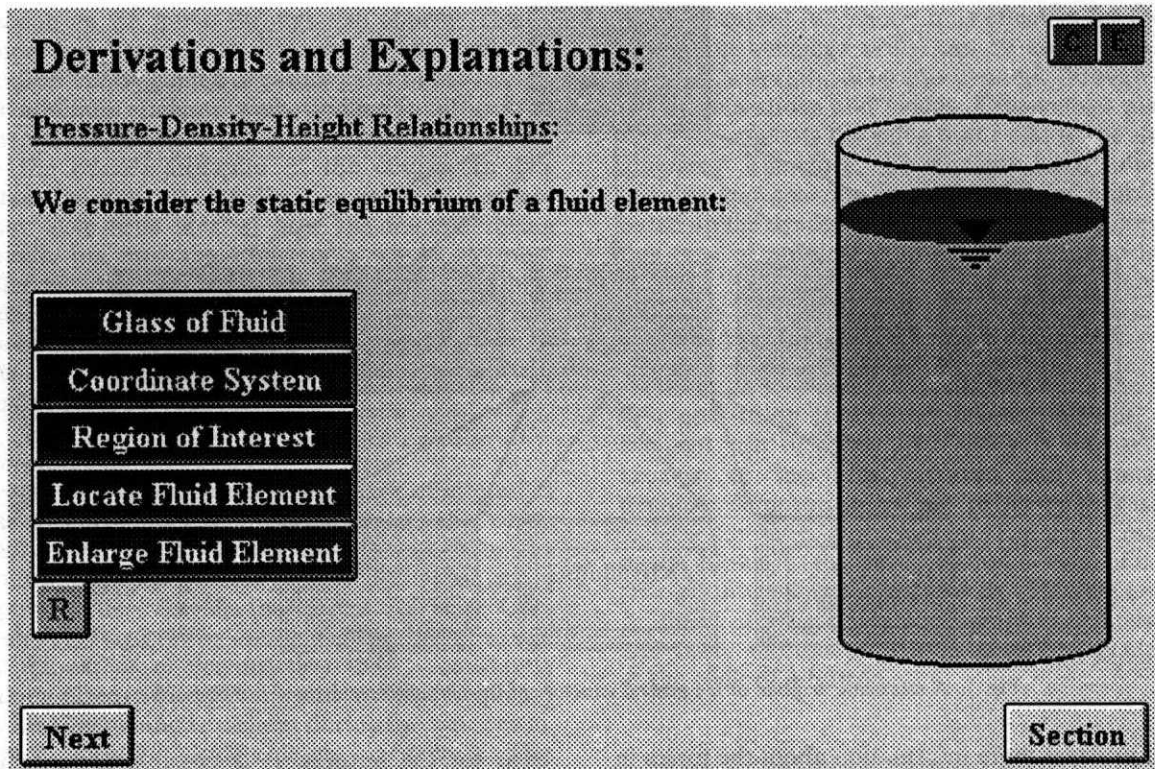 Derivations and Explanations:
C E
Pressure-Density-Height Relationships:
We consider the static equilibrium of a fluid element:
Glass of Fluid
Coordinate System
Region of Interest
Locate Fluid Element
Enlarge Fluid Element
R
Next
Section